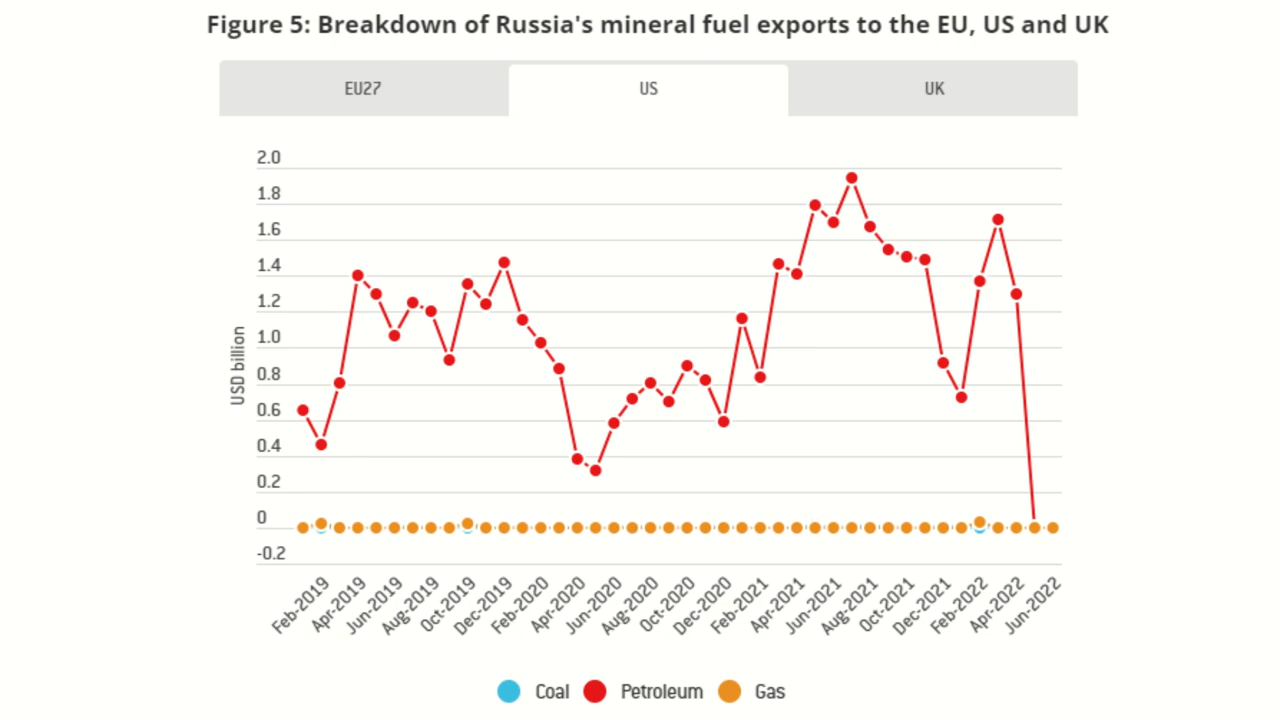 Figure 5: Breakdown of Russia's mineral fuel exports to the EU, US and UK
EU27
US
UK
2.0
1.8
1.6
1.4
1.2
1.0
0.8
0.6
0.4
0.2
0
-0.2
USD billion
Feb-2019
Apr-2019
Jun-2019
Aug-2019
Oct-2019
Dec-2019
Feb-2020
Apr-2020
Jun-2020
Aug-2020
Oct-2020
Dec-2020
Feb-2021
Apr-2021
Jun-2021
Aug-2021
Oct-2021
Dec-2021
Feb-2022
Apr-2022
Jun-2022
Coal
Petroleum
Gas